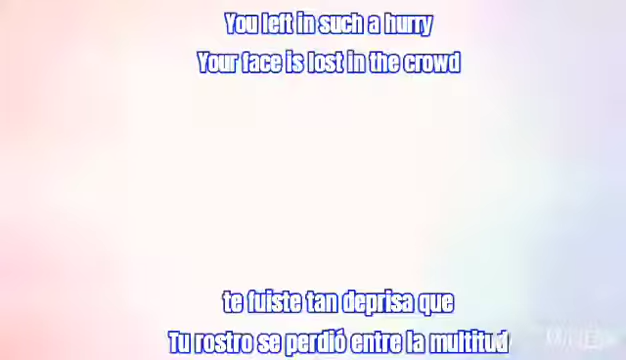 You left in such a hurry
Your face is lost in the crowd
te fuiste tan deprisa que
Tu rostro se perdió entre la multitud